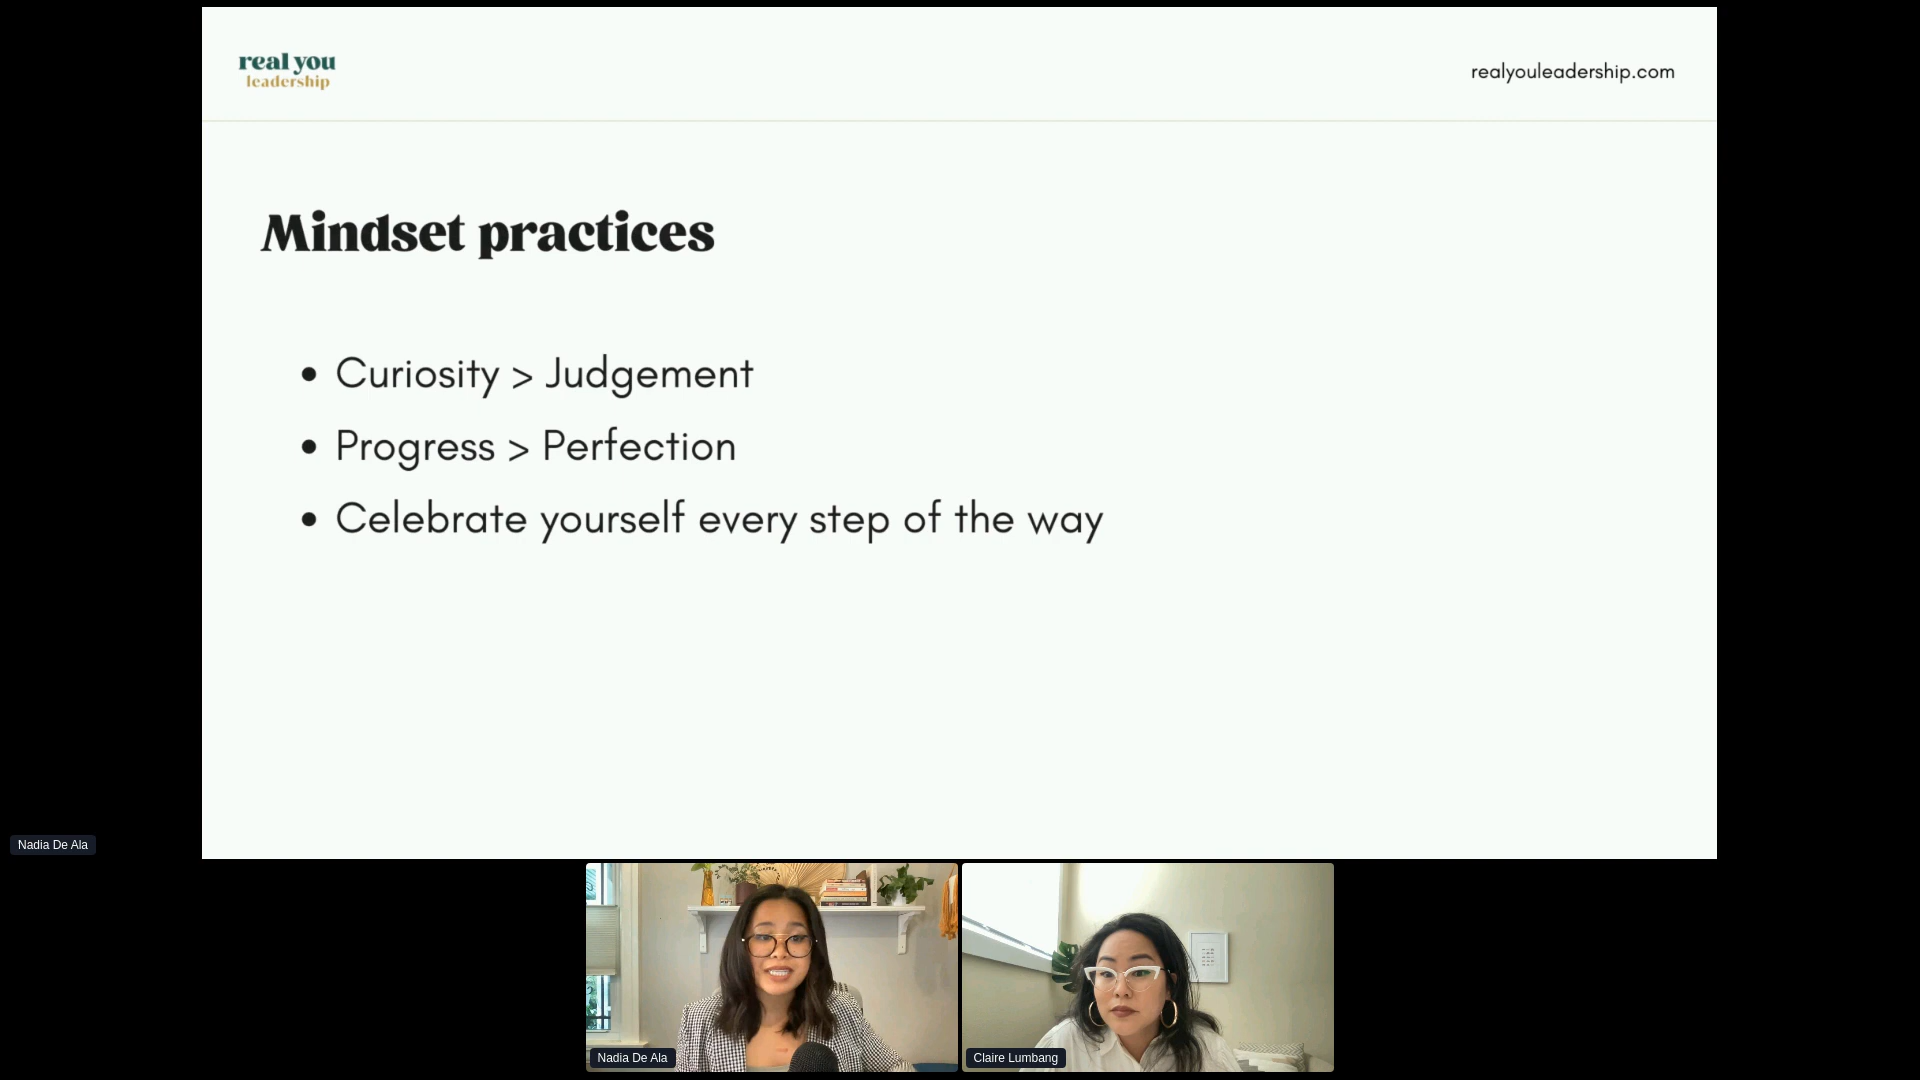 real you
leadership
realyouleadership.com
Mindset practices
• Curiosity > Judgement
• Progress > Perfection
• Celebrate yourself every step of the way
Nadia De Ala
Nadia De Ala
Claire Lumbang